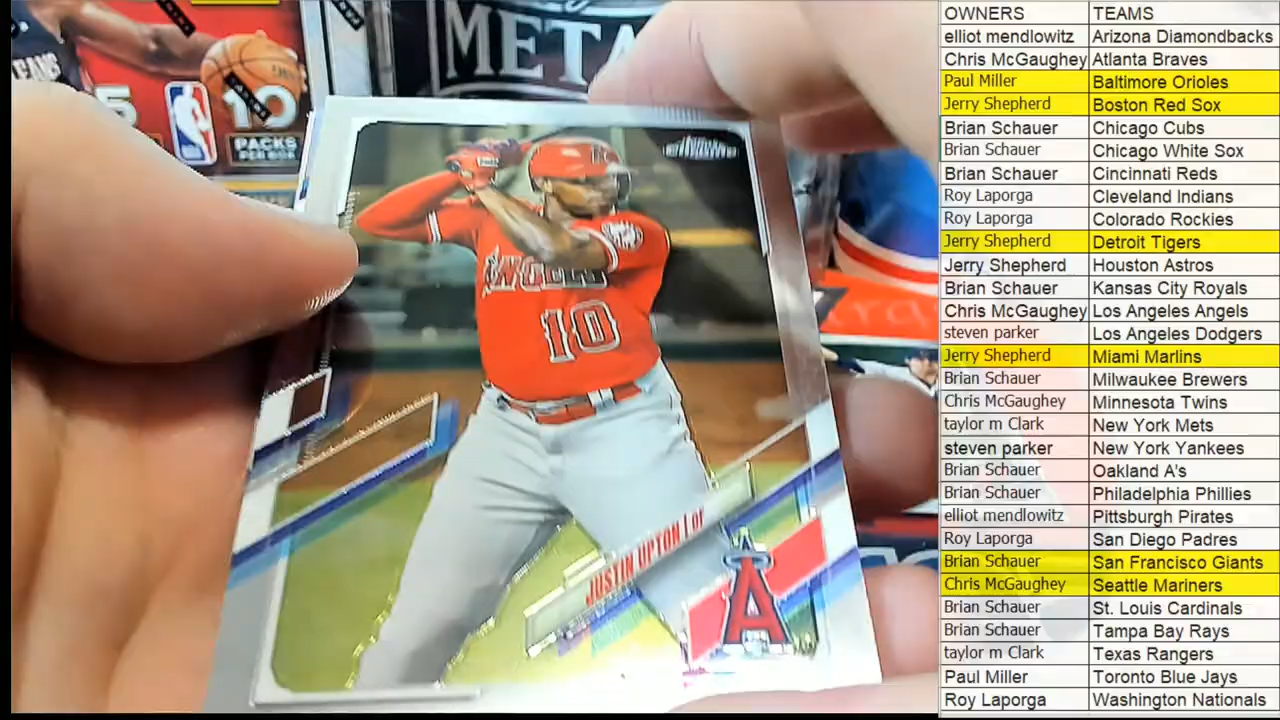 META
10
PACKS
PER BOX
ANGELS
10
JUSTIN UPTON | OF
A
OWNERS TEAMS
elliot mendlowitz Arizona Diamondbacks
Chris McGaughey Atlanta Braves
Paul Miller Baltimore Orioles
Jerry Shepherd Boston Red Sox
Brian Schauer Chicago Cubs
Brian Schauer Chicago White Sox
Brian Schauer Cincinnati Reds
Roy Laporga Cleveland Indians
Roy Laporga Colorado Rockies
Jerry Shepherd Detroit Tigers
Jerry Shepherd Houston Astros
Brian Schauer Kansas City Royals
Chris McGaughey Los Angeles Angels
steven parker Los Angeles Dodgers
Jerry Shepherd Miami Marlins
Brian Schauer Milwaukee Brewers
Chris McGaughey Minnesota Twins
taylor m Clark New York Mets
steven parker New York Yankees
Brian Schauer Oakland A's
Brian Schauer Philadelphia Phillies
elliot mendlowitz Pittsburgh Pirates
Roy Laporga San Diego Padres
Brian Schauer San Francisco Giants
Chris McGaughey Seattle Mariners
Brian Schauer St. Louis Cardinals
Brian Schauer Tampa Bay Rays
taylor m Clark Texas Rangers
Paul Miller Toronto Blue Jays
Roy Laporga Washington Nationals